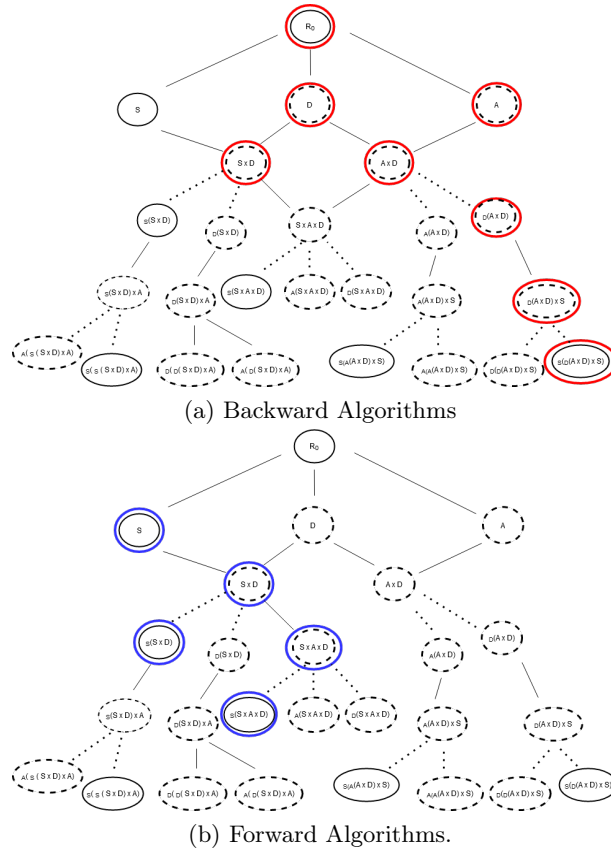 R0
D
S
A
S x D
A x D
S(S x D)
D(S x D)
S x A x D
A(A x D)
D(A x D)
S(S x D) x A
D(S x D) x A
S(S x A x D)
A(S x A x D)
D(S x A x D)
A(A x D) x S
D(A x D) x S
A( S ( S x D) x A)
S( S ( S x D) x A)
D( D( S x D) x A)
A( D( S x D) x A)
S(A(A x D) x S)
A(A(A x D) x S)
D(D(A x D) x S)
S(D(A x D) x S)
(a) Backward Algorithms
R0
S
D
A
S x D
A x D
S(S x D)
D(S x D)
S x A x D
A(A x D)
D(A x D)
S(S x D) x A
D(S x D) x A
S(S x A x D)
A(S x A x D)
D(S x A x D)
A(A x D) x S
D(A x D) x S
A( S ( S x D) x A)
S( S ( S x D) x A)
D( D( S x D) x A)
A( D( S x D) x A)
S(A(A x D) x S)
A(A(A x D) x S)
D(D(A x D) x S)
S(D(A x D) x S)
(b) Forward Algorithms.